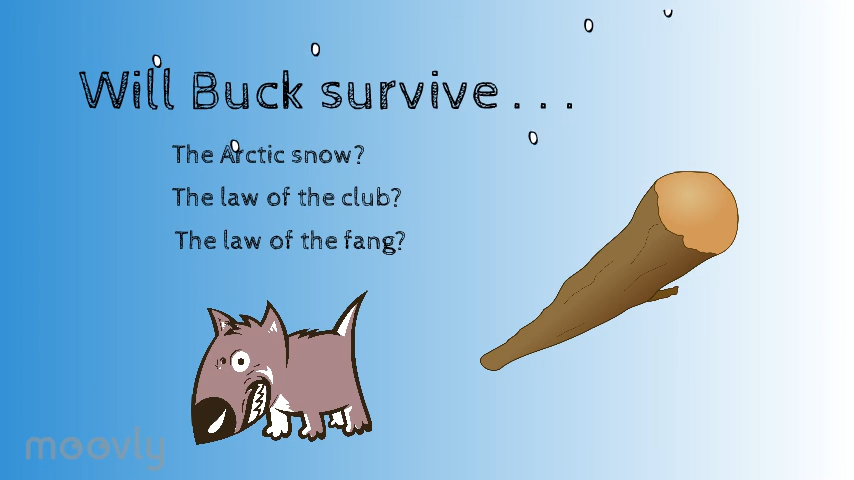 Will Buck survive . . .
The Arctic snow?
The law of the club?
The law of the fang?
moovly